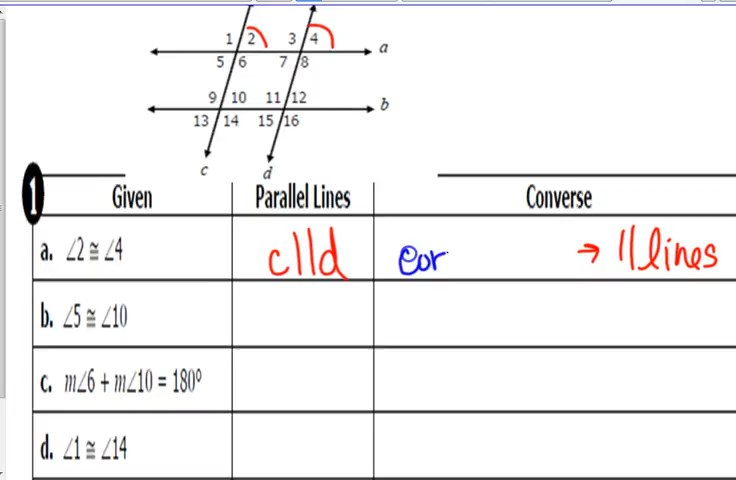 1 2 3 4 a
5 6 7 8
9 10 11 12 b
13 14 15 16
c d
1
Given Parallel Lines Converse
a. ∠2 ≅ ∠4 c||d cor → || lines
b. ∠5 ≅ ∠10
c. m∠6 + m∠10 = 180⁰
d. ∠1 ≅ ∠14